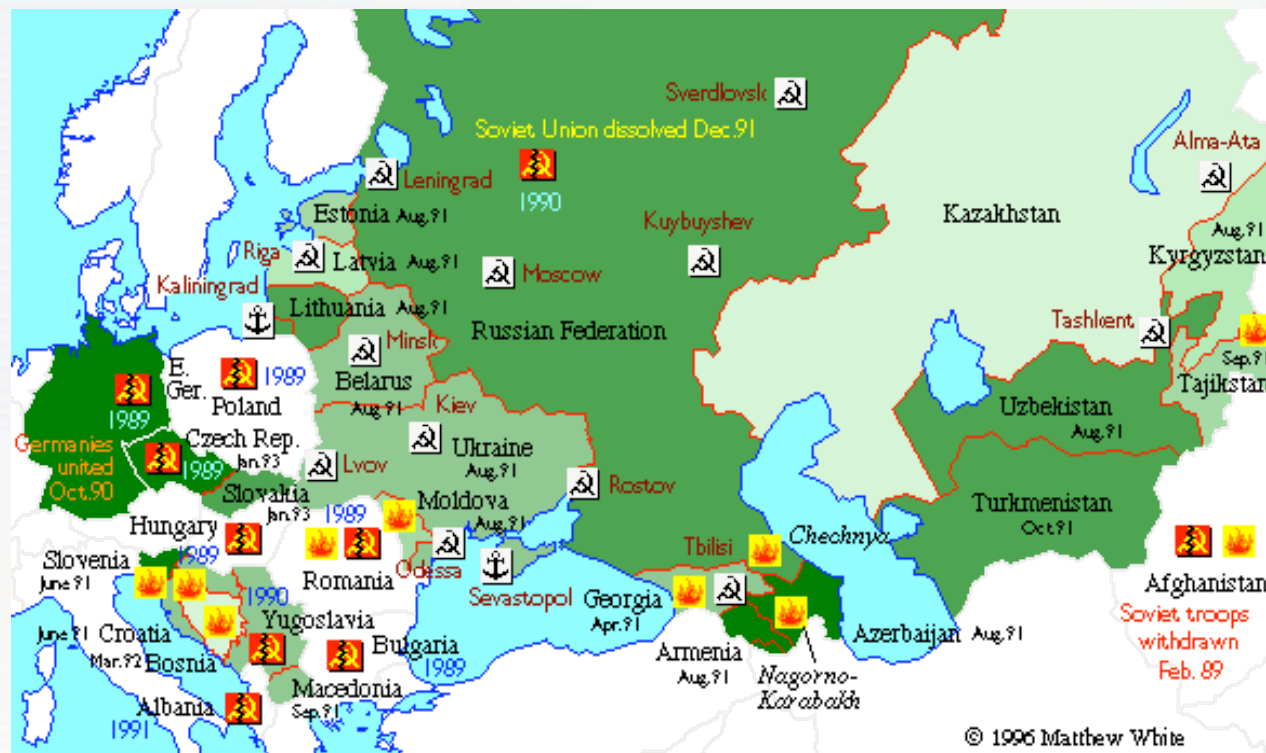 Sverdlovsk
Soviet Union dissolved Dec.91
1990
Alma-Ata
Leningrad
Estonia Aug.91
Kuybuyshev
Kazakhstan
Aug.91
Kyrgyzstan
Riga
Latvia Aug.91
Moscow
Kaliningrad
Lithuania Aug.91
Russian Federation
Tashkent
Minsk
Sep.91
Tajikstan
E.
Ger.
1989
Poland
1989
Belarus
Aug.91
Kiev
Uzbekistan
Aug.91
Germanies
united
Oct.90
Czech Rep.
Jan.93
1989
Ukraine
Aug.91
Lvov
Rostov
Slovakia
Jan.93
1989
Moldova
Aug.91
Turkmenistan
Oct.91
Hungary
1989
Slovenia
June 91
Romania
Odessa
Sevastopol
Tbilisi
Chechnya
Georgia
Apr.91
Afghanistan
Soviet troops
withdrawn
Feb. 89
1990
Yugoslavia
June 91
Croatia
Mar.92
Bosnia
Bulgaria
1989
Armenia
Aug.91
Azerbaijan Aug.91
Nagorno-
Karabakh
Macedonia
Sep.91
Albania
1991
© 1996 Matthew White